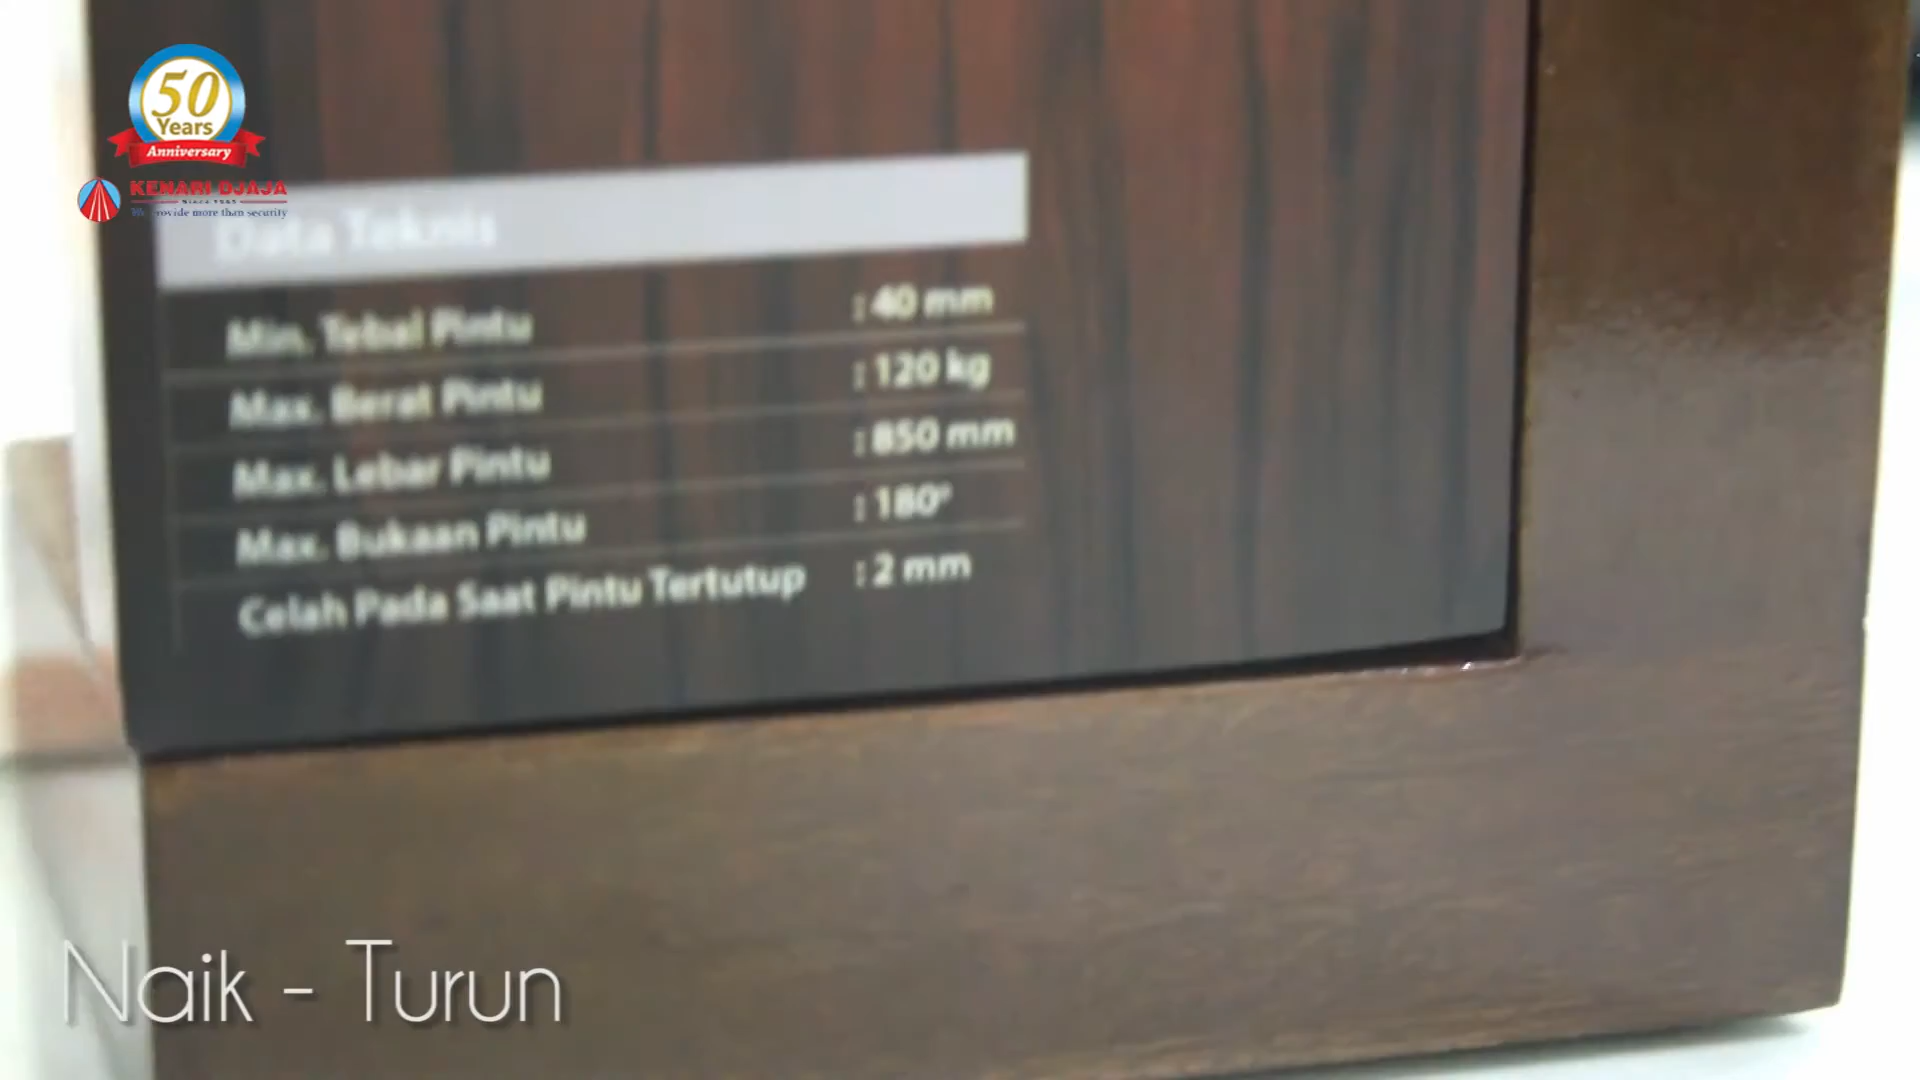 50
Years
Anniversary
KENARI DJAJA
SINCE 1965
We provide more than security
Data Teknis
Min. Tebal Pintu : 40 mm
Max. Berat Pintu : 120 kg
Max. Lebar Pintu : 850 mm
Max. Bukaan Pintu : 180°
Celah Pada Saat Pintu Tertutup : 2 mm
Naik - Turun